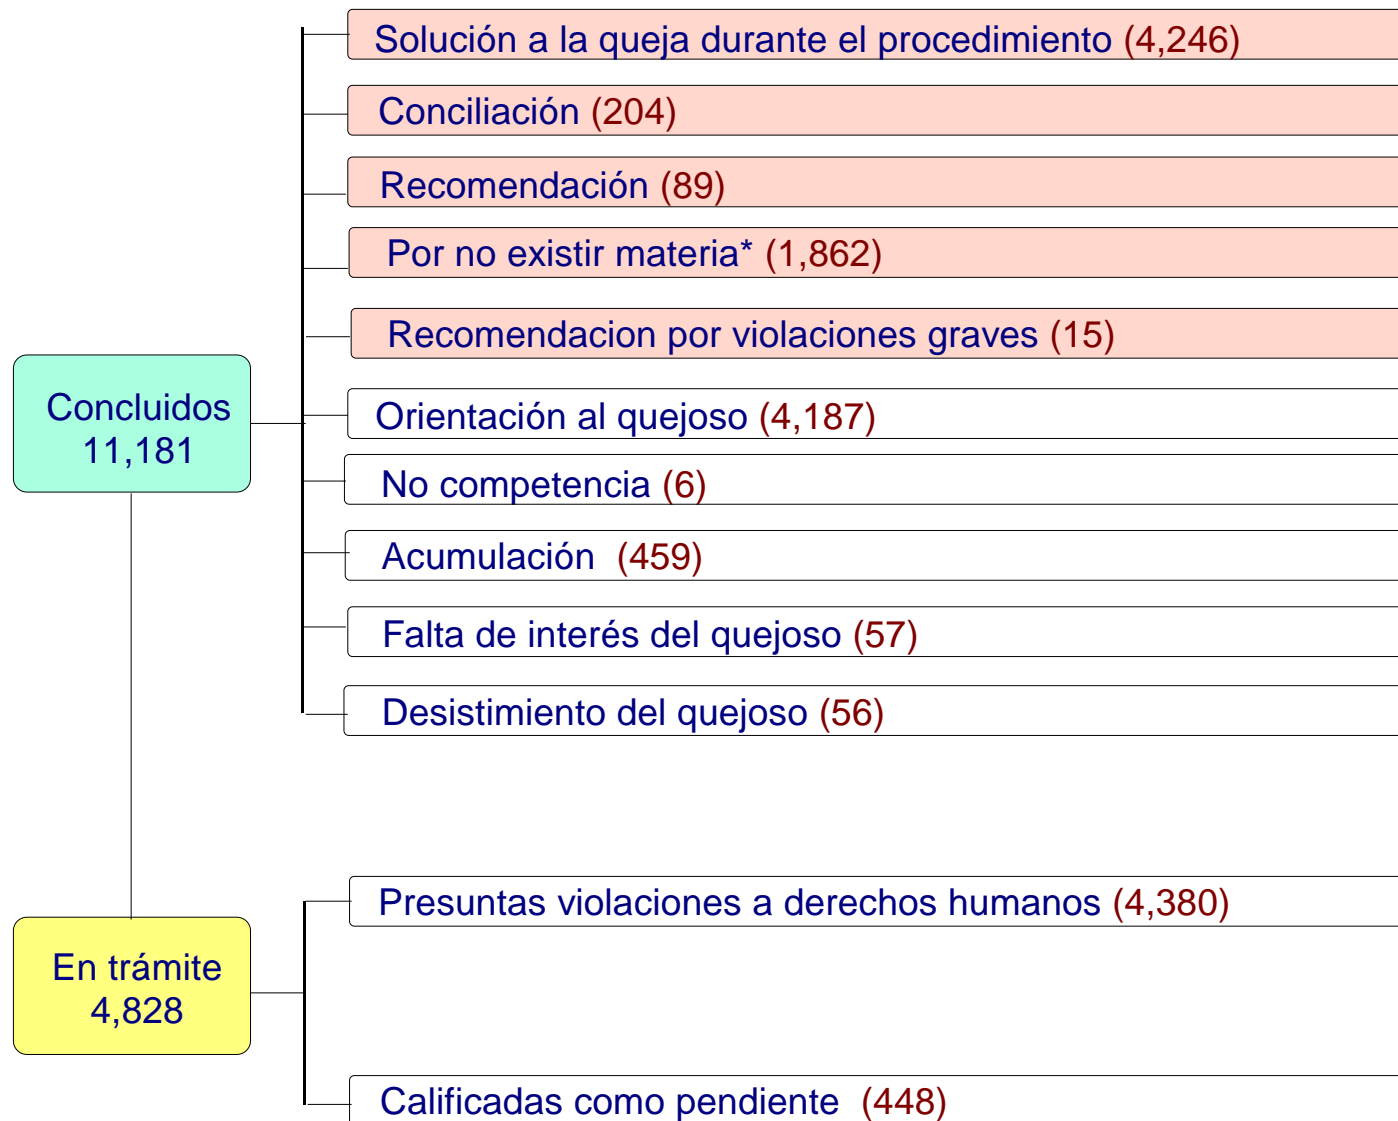 Solución a la queja durante el procedimiento (4,246)
Conciliación (204)
Recomendación (89)
Por no existir materia* (1,862)
Recomendacion por violaciones graves (15)
Concluidos
11,181
Orientación al quejoso (4,187)
No competencia (6)
Acumulación (459)
Falta de interés del quejoso (57)
Desistimiento del quejoso (56)
Presuntas violaciones a derechos humanos (4,380)
En trámite
4,828
Calificadas como pendiente (448)